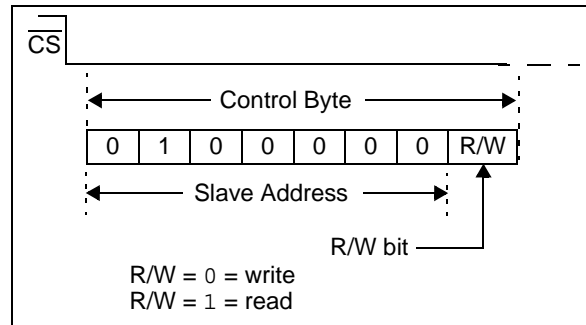 CS
Control Byte
0 1 0 0 0 0 0 R/W
Slave Address
R/W bit
R/W = 0 = write
R/W = 1 = read